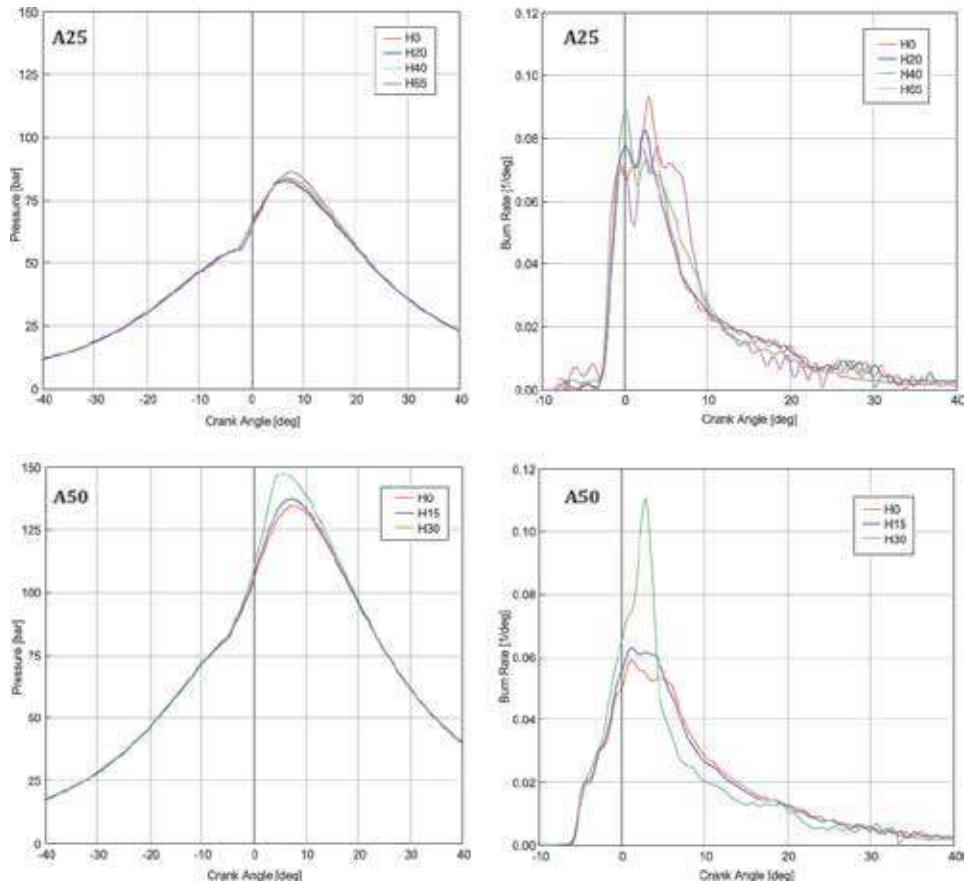 A25
H0
H20
H40
H65
Pressure [bar]
150
125
100
75
50
25
0
-40 -30 -20 -10 0 10 20 30 40
Crank Angle [deg]
A25
H0
H20
H40
H65
Burn Rate [1/deg]
0.12
0.10
0.08
0.06
0.04
0.02
0.00
-10 0 10 20 30 40
Crank Angle [deg]
A50
H0
H15
H30
Pressure [bar]
150
125
100
75
50
25
0
-40 -30 -20 -10 0 10 20 30 40
Crank Angle [deg]
A50
H0
H15
H30
Burn Rate [1/deg]
0.12
0.10
0.08
0.06
0.04
0.02
0.00
-10 0 10 20 30 40
Crank Angle [deg]